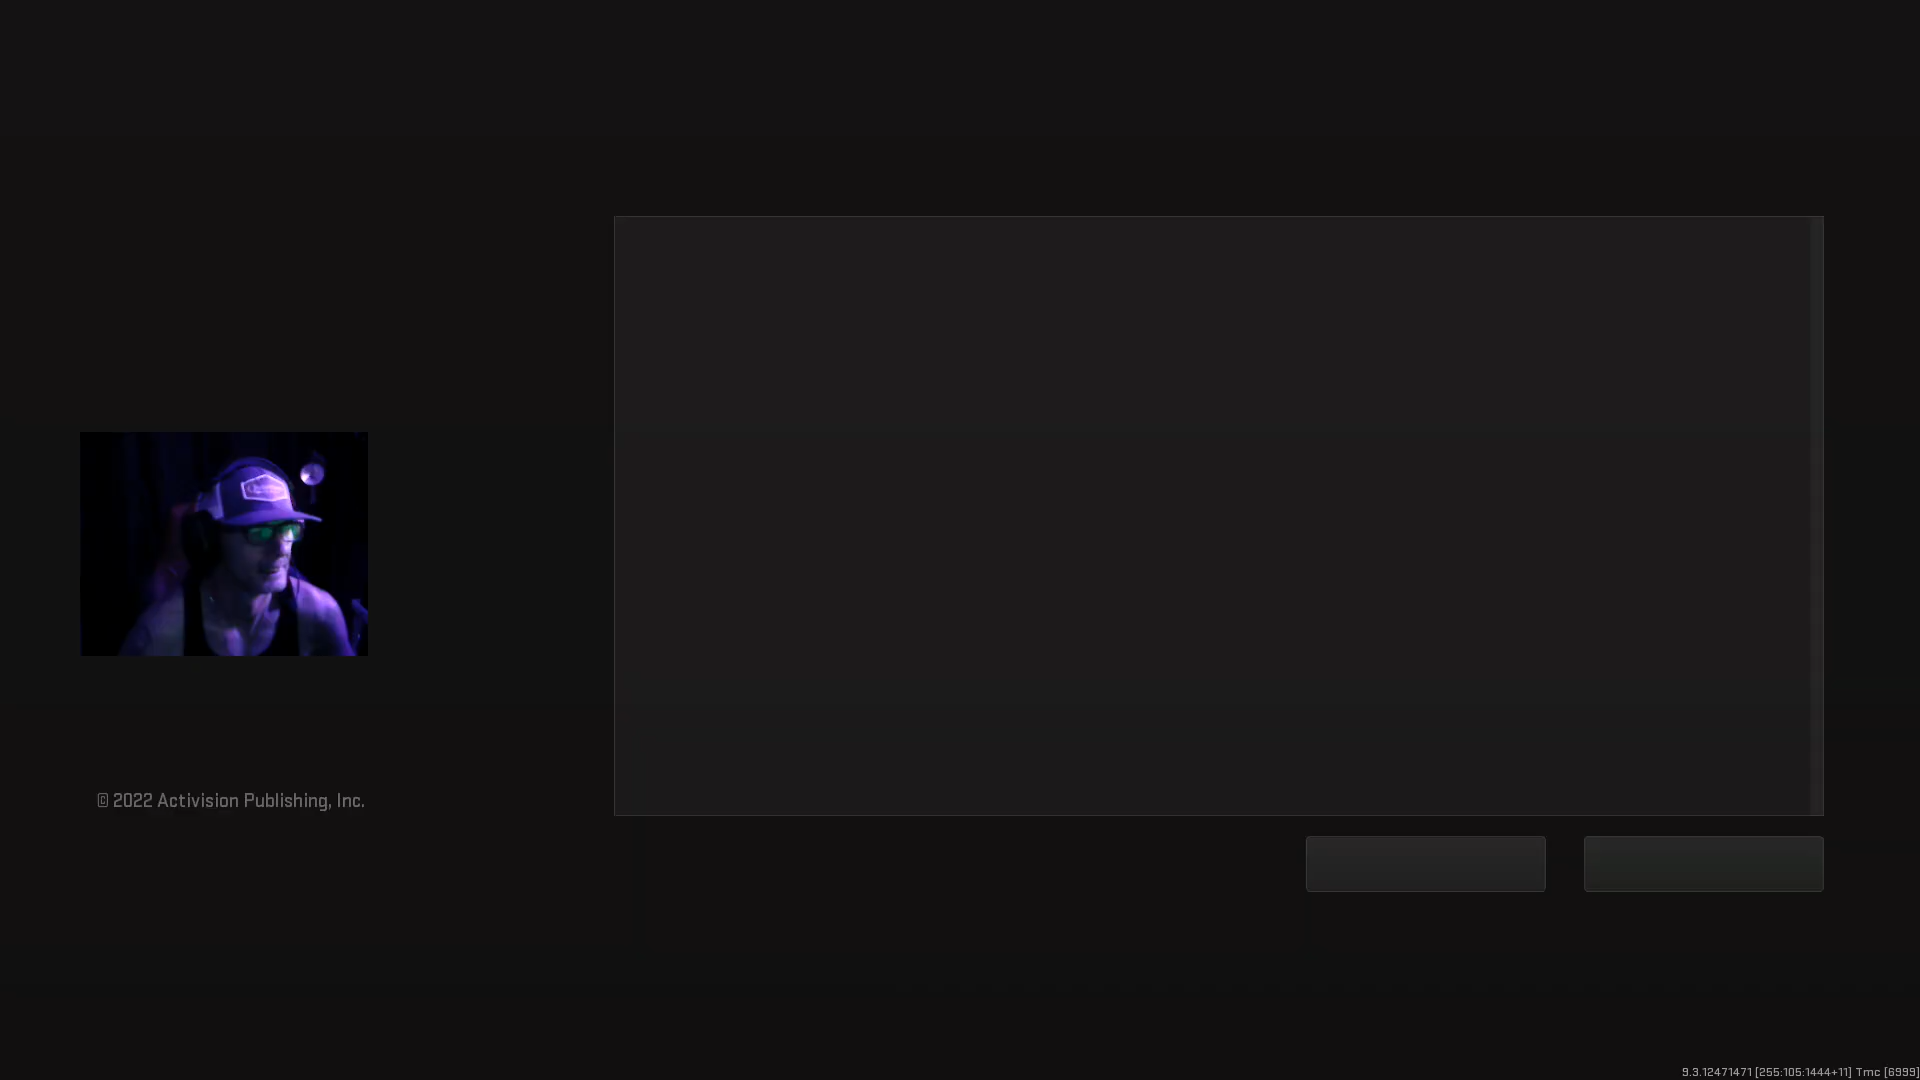 © 2022 Activision Publishing, Inc.
9.3.12471471 [255:105:1444+11] Tmc [6999]